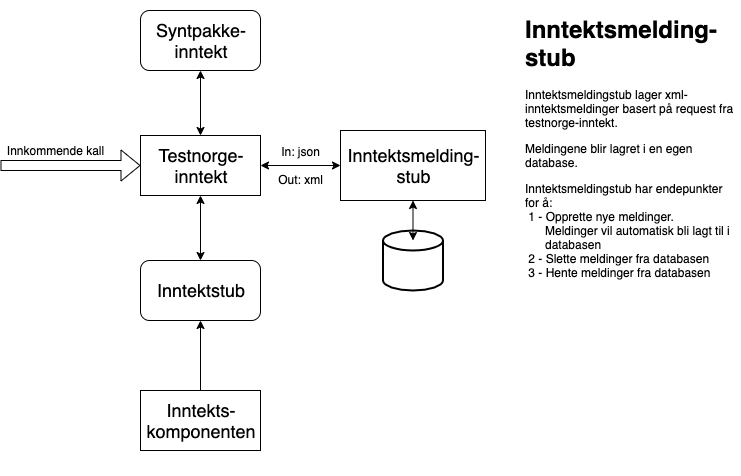 Syntpakke-
inntekt
Innkommende kall
Testnorge-
inntekt
In: json
Out: xml
Inntektsmelding-
stub
Inntektstub
Inntekts-
komponenten
Inntektsmelding-
stub
Inntektsmeldingstub lager xml-
inntektsmeldinger basert på request fra
testnorge-inntekt.
Meldingene blir lagret i en egen
database.
Inntektsmeldingstub har endepunkter
for å:
1 - Opprette nye meldinger.
Meldinger vil automatisk bli lagt til i
databasen
2 - Slette meldinger fra databasen
3 - Hente meldinger fra databasen